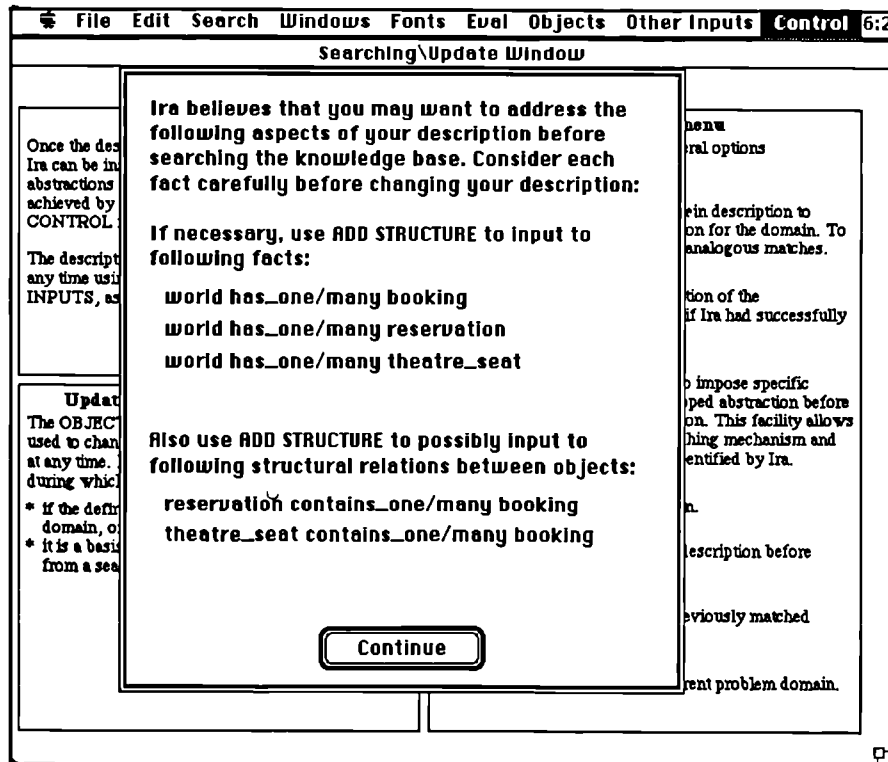 File Edit Search Windows Fonts Eval Objects Other Inputs Control 6:2
Searching\Update Window
Ira believes that you may want to address the
following aspects of your description before
searching the knowledge base. Consider each
fact carefully before changing your description:
If necessary, use ADD STRUCTURE to input to
following facts:
world has_one/many booking
world has_one/many reservation
world has_one/many theatre_seat
Also use ADD STRUCTURE to possibly input to
following structural relations between objects:
reservation contains_one/many booking
theatre_seat contains_one/many booking
Continue
Once the des
Ira can be in
abstractions
achieved by
CONTROL
The descript
any time usi
INPUTS, as
Updat
The OBJECT
used to chan
at any time.
during which
* if the defin
domain, o
* it is a basis
from a sea
menu
eral options
ein description to
on for the domain. To
analogous matches.
tion of the
if Ira had successfully
o impose specific
ped abstraction before
on. This facility allows
hing mechanism and
entified by Ira.
n.
lescription before
eviously matched
rent problem domain.